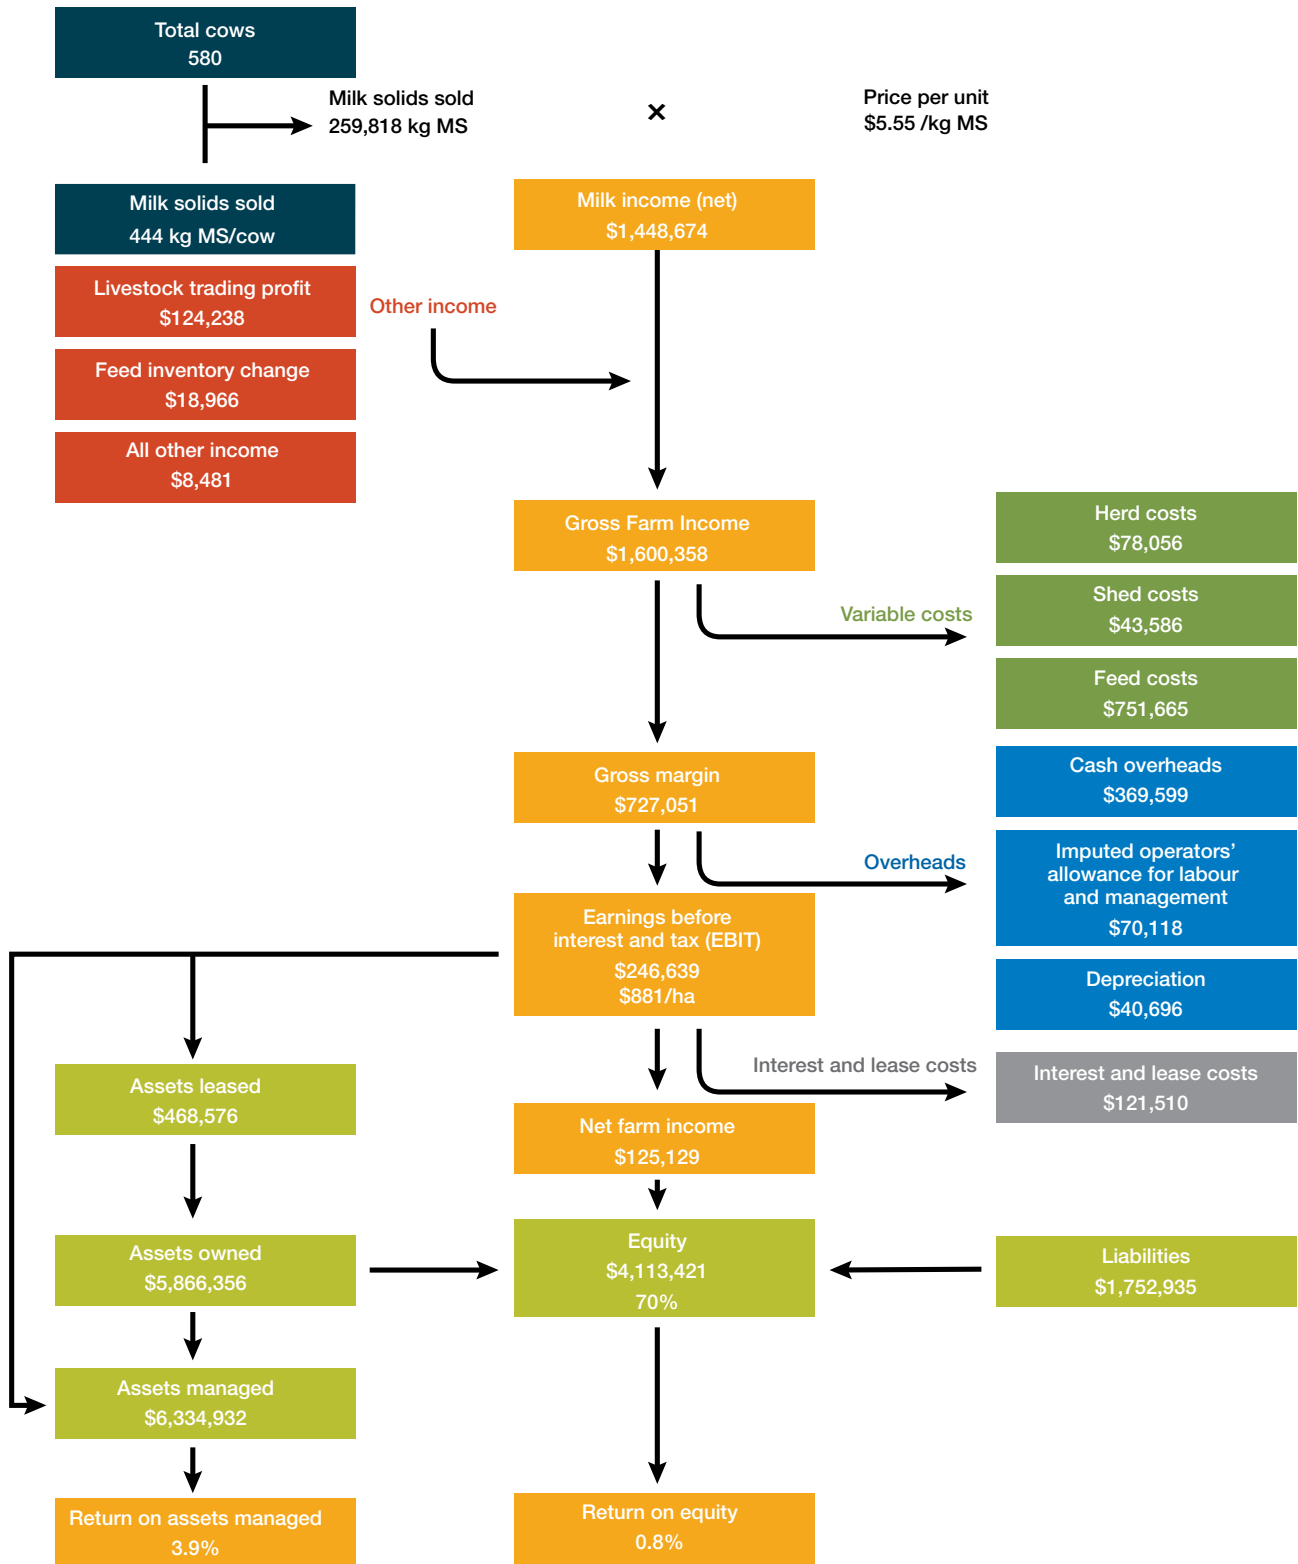 Total cows
580
Milk solids sold
259,818 kg MS
×
Price per unit
$5.55 /kg MS
Milk solids sold
444 kg MS/cow
Milk income (net)
$1,448,674
Livestock trading profit
$124,238
Other income
Feed inventory change
$18,966
All other income
$8,481
Gross Farm Income
$1,600,358
Herd costs
$78,056
Variable costs
Shed costs
$43,586
Feed costs
$751,665
Gross margin
$727,051
Cash overheads
$369,599
Overheads
Imputed operators’
allowance for labour
and management
$70,118
Earnings before
interest and tax (EBIT)
$246,639
$881/ha
Depreciation
$40,696
Assets leased
$468,576
Interest and lease costs
Interest and lease costs
$121,510
Net farm income
$125,129
Assets owned
$5,866,356
Equity
$4,113,421
70%
Liabilities
$1,752,935
Assets managed
$6,334,932
Return on assets managed
3.9%
Return on equity
0.8%